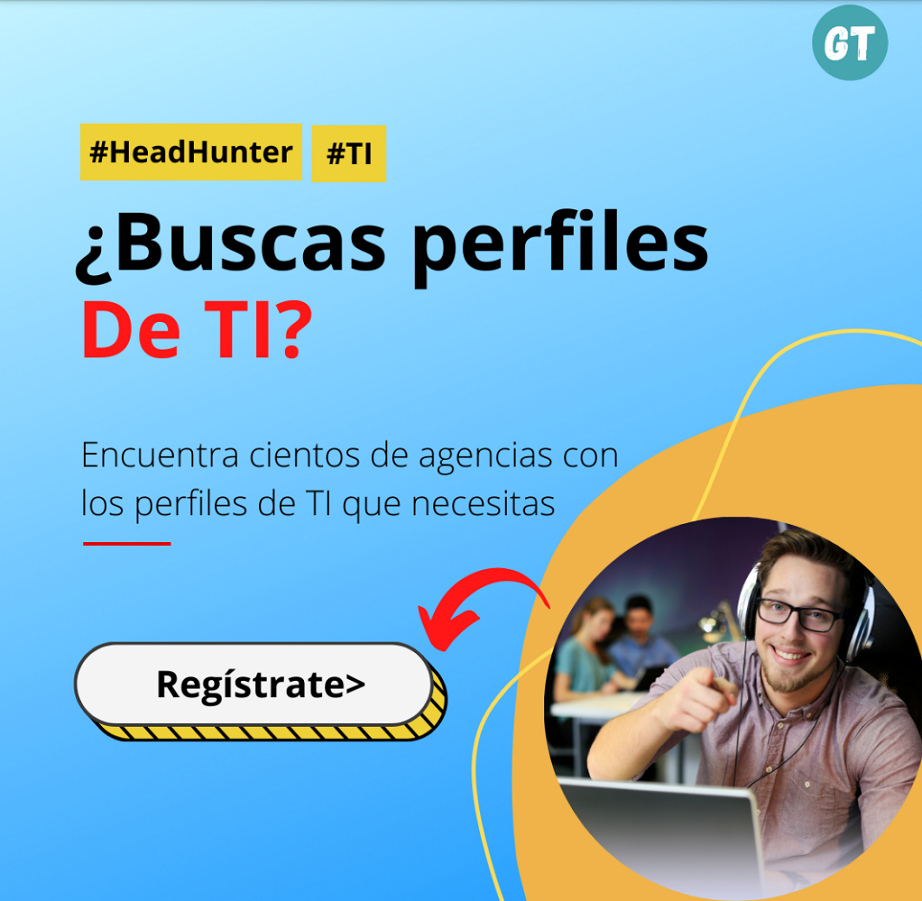 GT
#HeadHunter #TI
¿Buscas perfiles
De TI?
Encuentra cientos de agencias con
los perfiles de TI que necesitas
Regístrate>